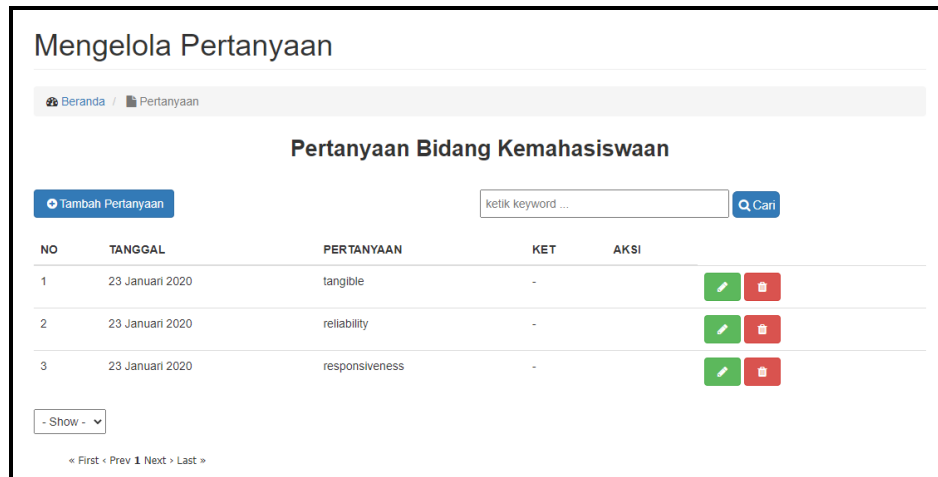 Mengelola Pertanyaan
Beranda / Pertanyaan
Pertanyaan Bidang Kemahasiswaan
Tambah Pertanyaan ketik keyword ... Cari
NO TANGGAL PERTANYAAN KET AKSI
1 23 Januari 2020 tangible -
2 23 Januari 2020 reliability -
3 23 Januari 2020 responsiveness -
- Show -
« First ‹ Prev 1 Next › Last »